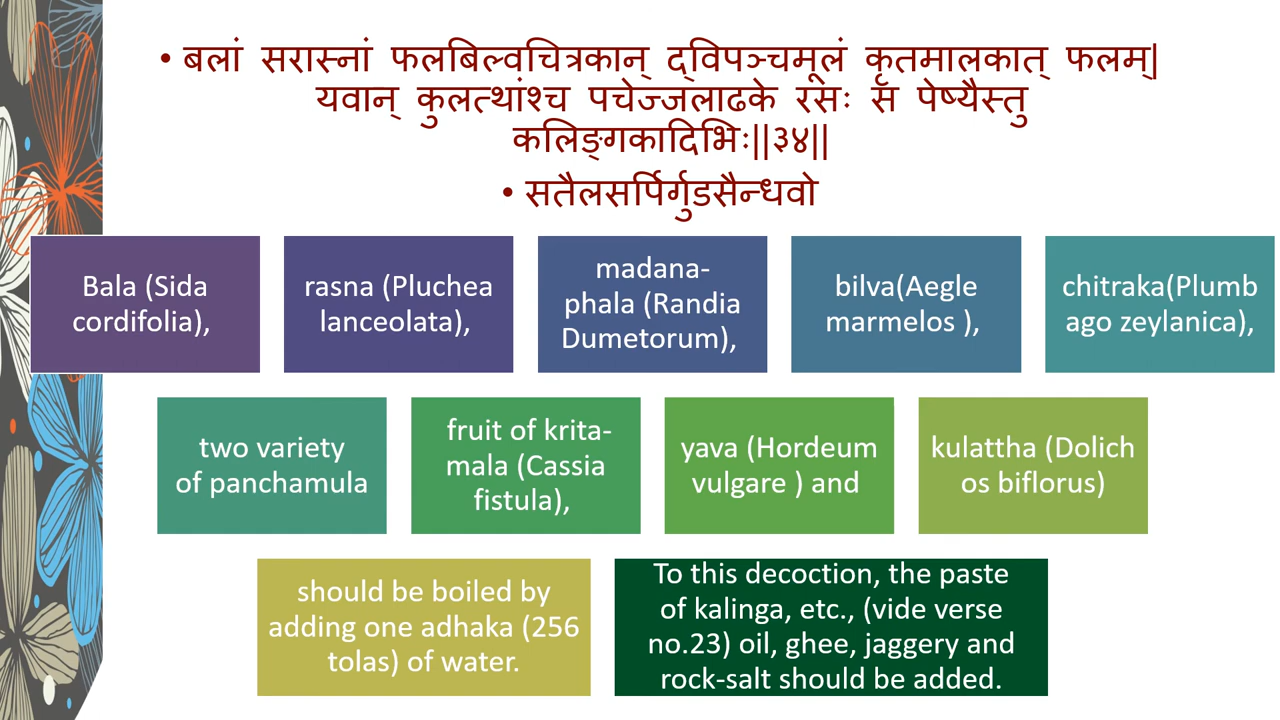 • बलां सरास्नां फलबिल्वचित्रकान् द्विपञ्चमूलं कृतमालकात् फलम्|
यवान् कुलत्थांश्च पचेज्जलाढके रसः स पेष्यैस्तु
कलिङ्गकादिभिः||३४||
• सतैलसर्पिर्गुडसैन्धवो
Bala (Sida
cordifolia),
rasna (Pluchea
lanceolata),
madana-
phala (Randia
Dumetorum),
bilva(Aegle
marmelos ),
chitraka(Plumb
ago zeylanica),
two variety
of panchamula
fruit of krita-
mala (Cassia
fistula),
yava (Hordeum
vulgare ) and
kulattha (Dolich
os biflorus)
should be boiled by
adding one adhaka (256
tolas) of water.
To this decoction, the paste
of kalinga, etc., (vide verse
no.23) oil, ghee, jaggery and
rock-salt should be added.